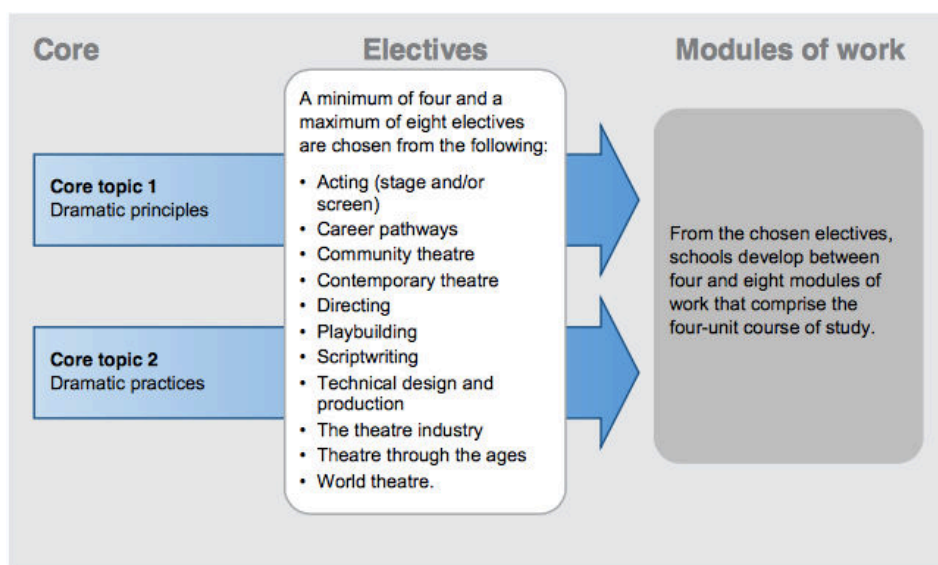 Core
Electives
Modules of work
Core topic 1
Dramatic principles
Core topic 2
Dramatic practices
A minimum of four and a
maximum of eight electives
are chosen from the following:
• Acting (stage and/or
screen)
• Career pathways
• Community theatre
• Contemporary theatre
• Directing
• Playbuilding
• Scriptwriting
• Technical design and
production
• The theatre industry
• Theatre through the ages
• World theatre.
From the chosen electives,
schools develop between
four and eight modules of
work that comprise the
four-unit course of study.